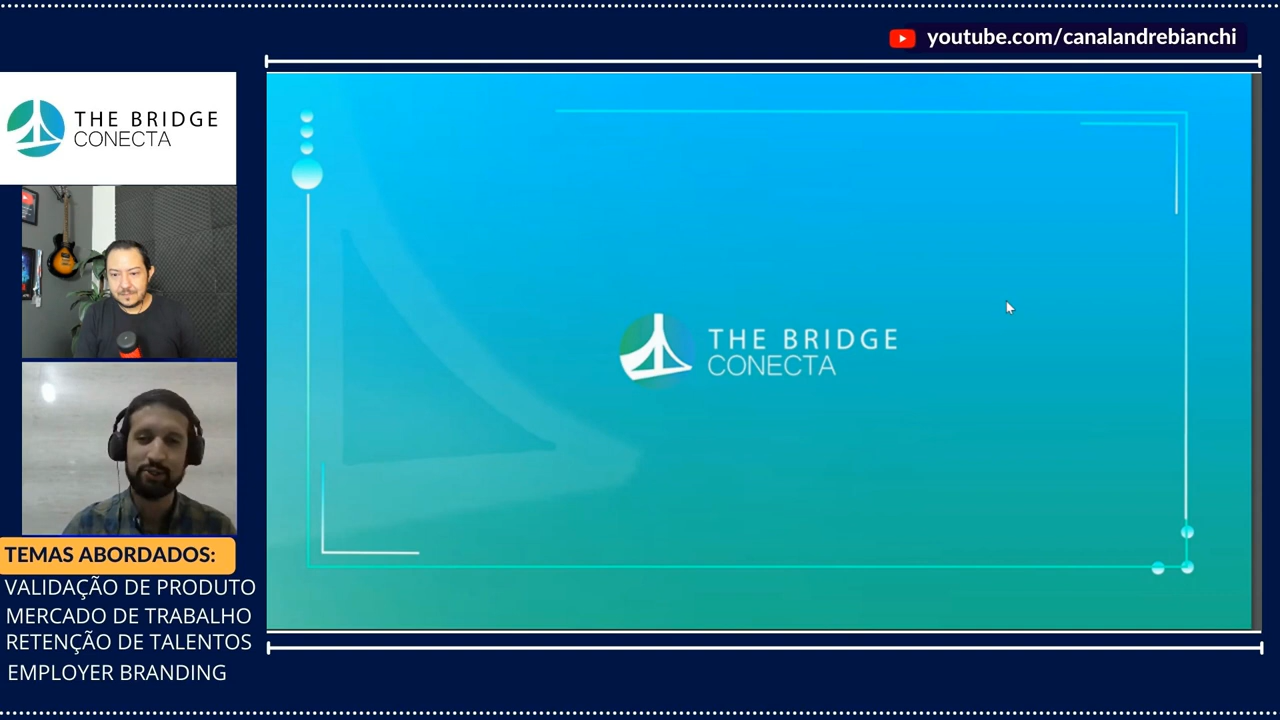 youtube.com/canalandrebianchi
THE BRIDGE
CONECTA
THE BRIDGE
CONECTA
TEMAS ABORDADOS:
VALIDAÇÃO DE PRODUTO
MERCADO DE TRABALHO
RETENÇÃO DE TALENTOS
EMPLOYER BRANDING